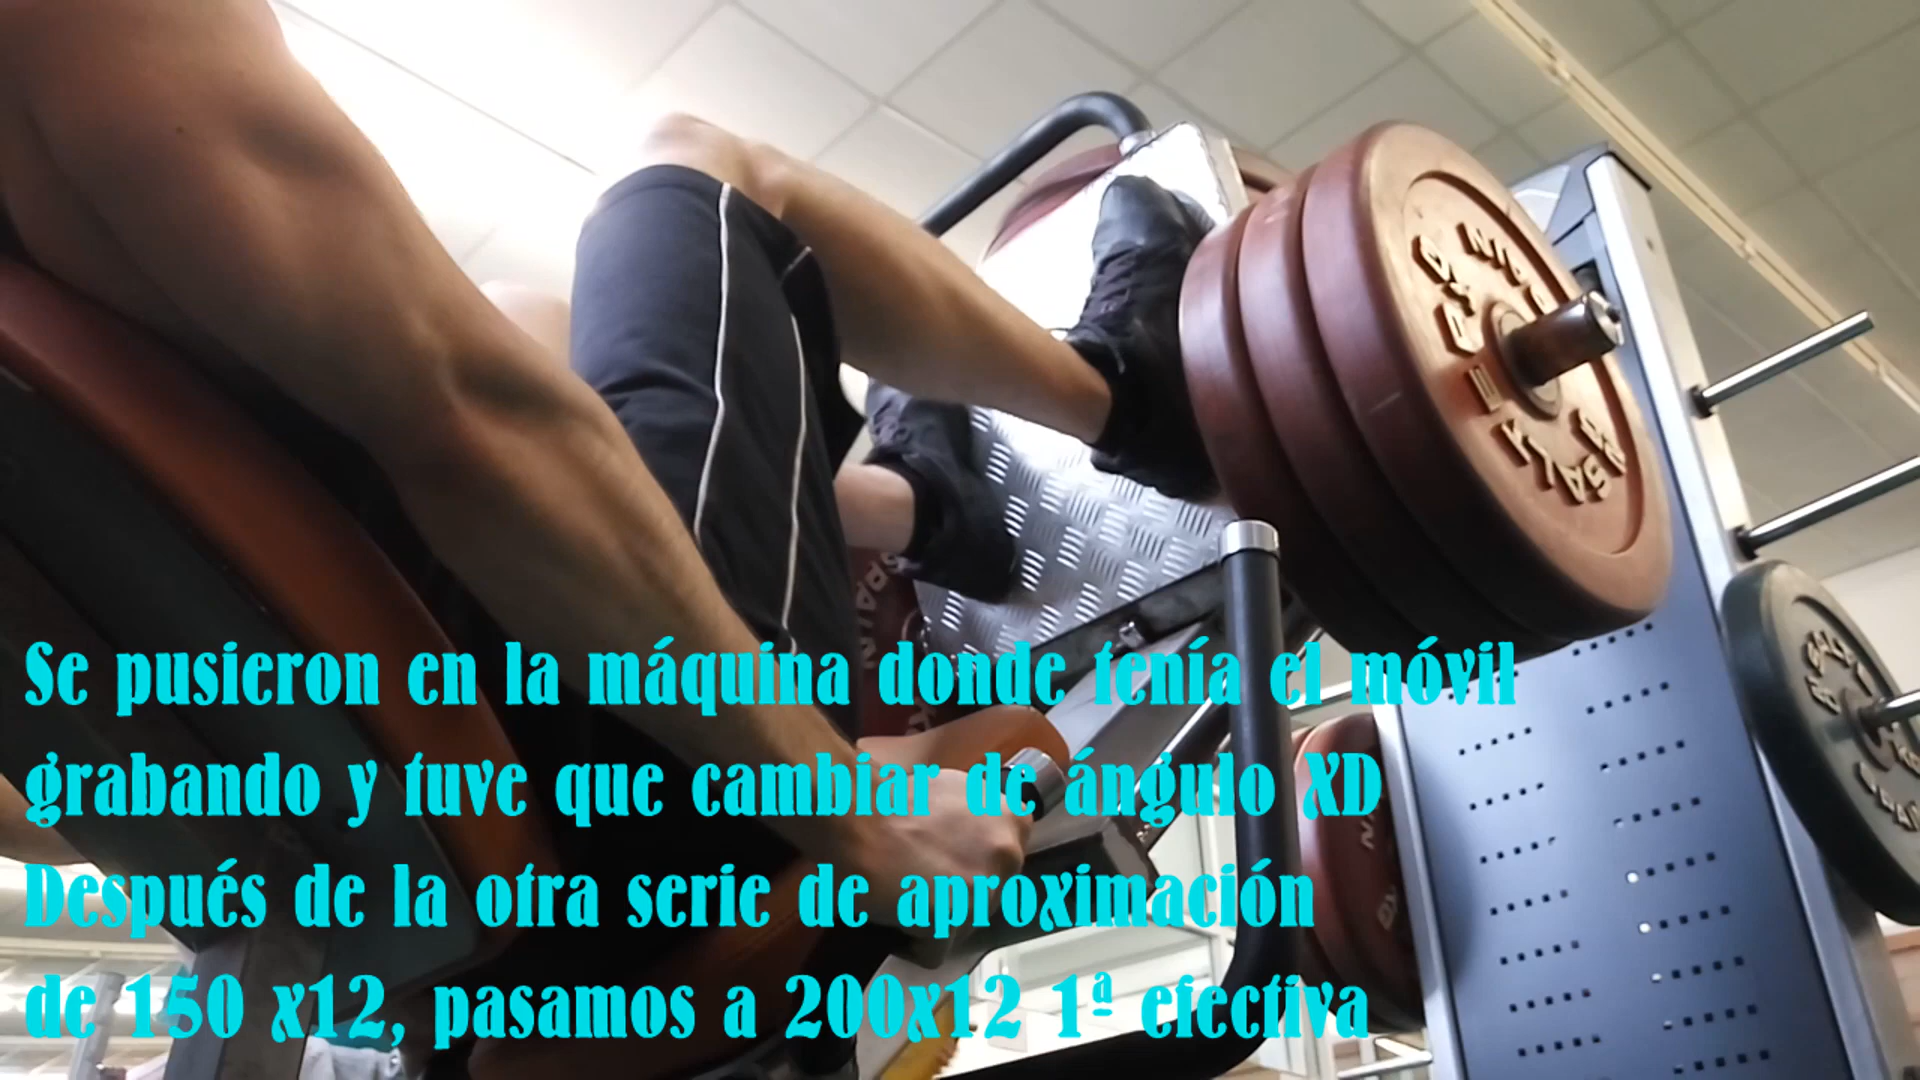 Se pusieron en la máquina donde tenía el móvil
grabando y tuve que cambiar de ángulo XD
Después de la otra serie de aproximación
de 150 x12, pasamos a 200x12 1ª efectiva
SPAIN